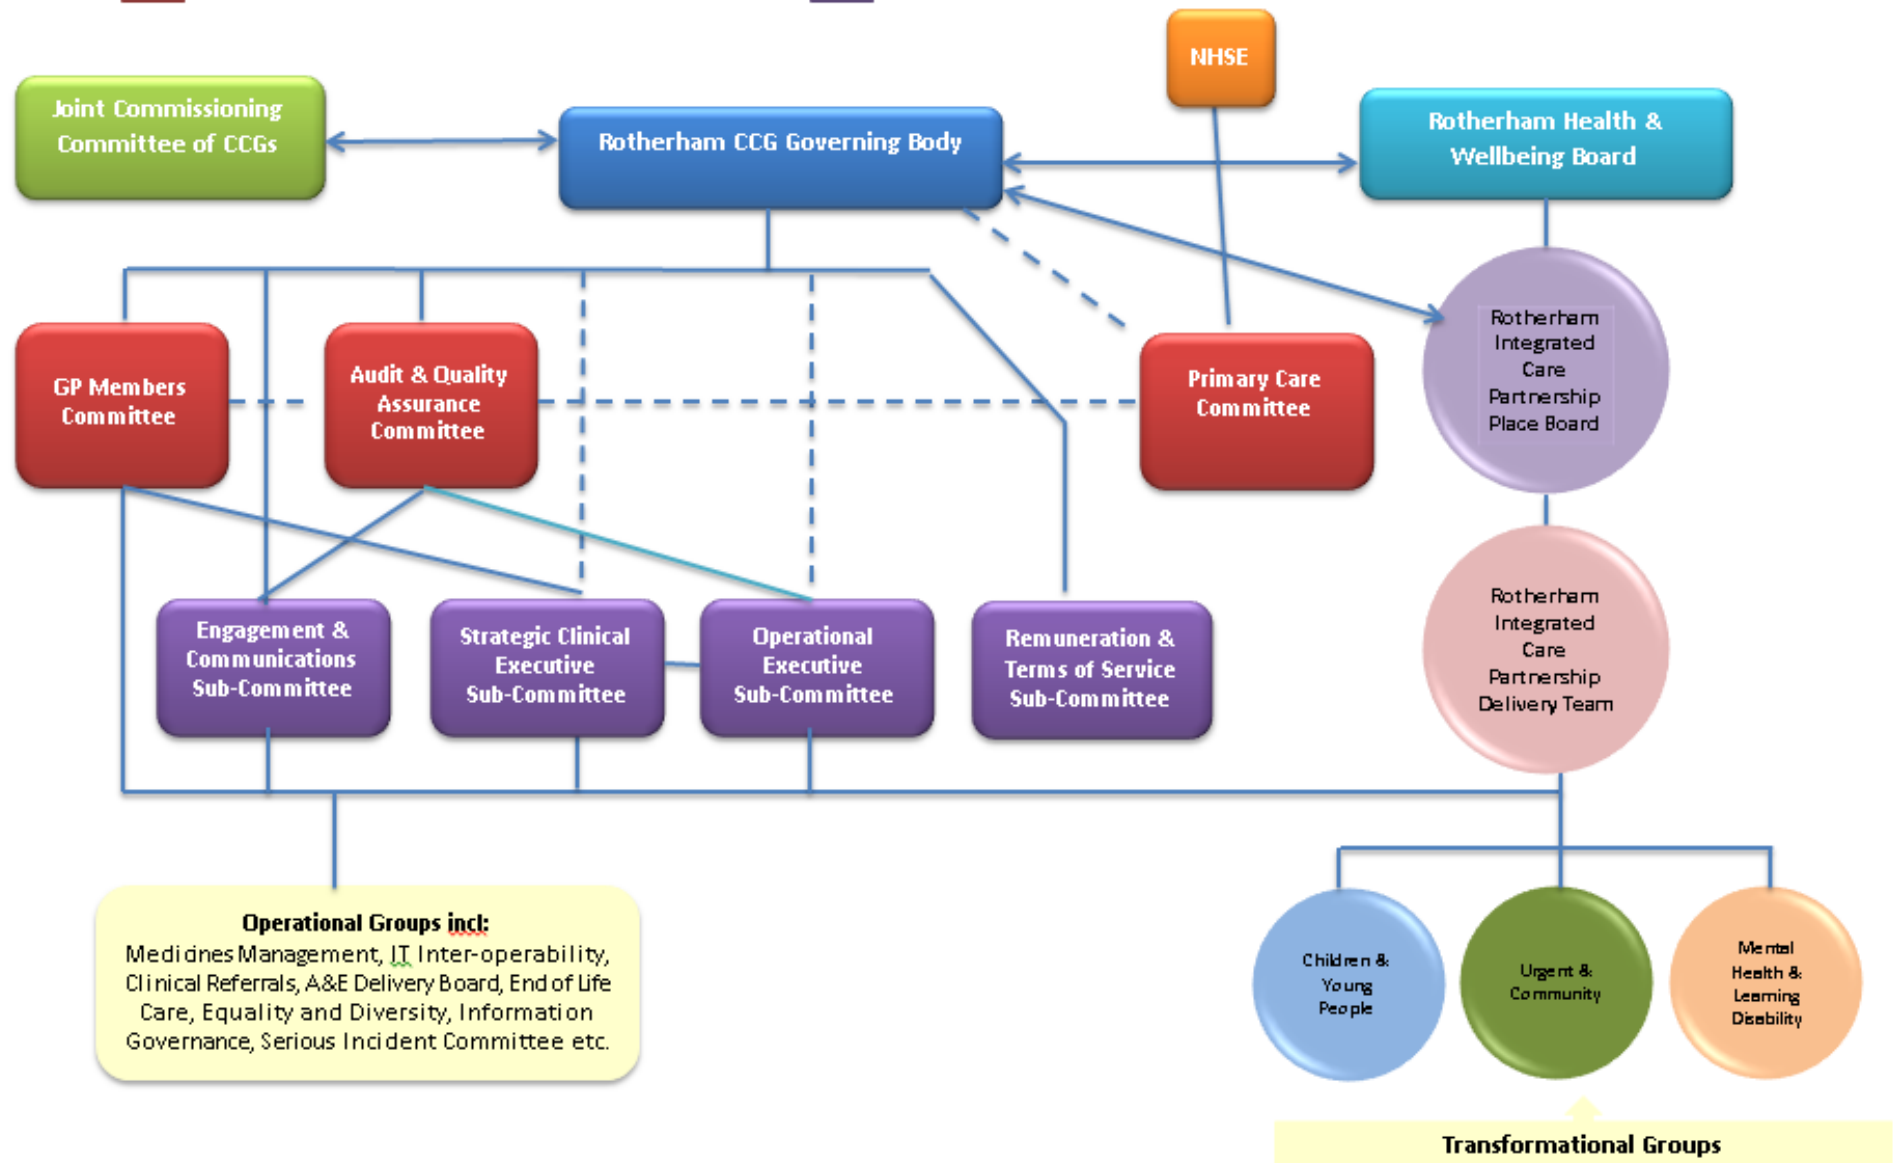 NHSE
Joint Commissioning
Committee of CCGs
Rotherham CCG Governing Body
Rotherham Health &
Wellbeing Board
GP Members
Committee
Audit & Quality
Assurance
Committee
Primary Care
Committee
Rotherham
Integrated
Care
Partnership
Place Board
Engagement &
Communications
Sub-Committee
Strategic Clinical
Executive
Sub-Committee
Operational
Executive
Sub-Committee
Remuneration &
Terms of Service
Sub-Committee
Rotherham
Integrated
Care
Partnership
Delivery Team
Operational Groups incl:
Medicines Management, IT Inter-operability,
Clinical Referrals, A&E Delivery Board, End of Life
Care, Equality and Diversity, Information
Governance, Serious Incident Committee etc.
Children &
Young
People
Urgent &
Community
Mental
Health &
Learning
Disability
Transformational Groups